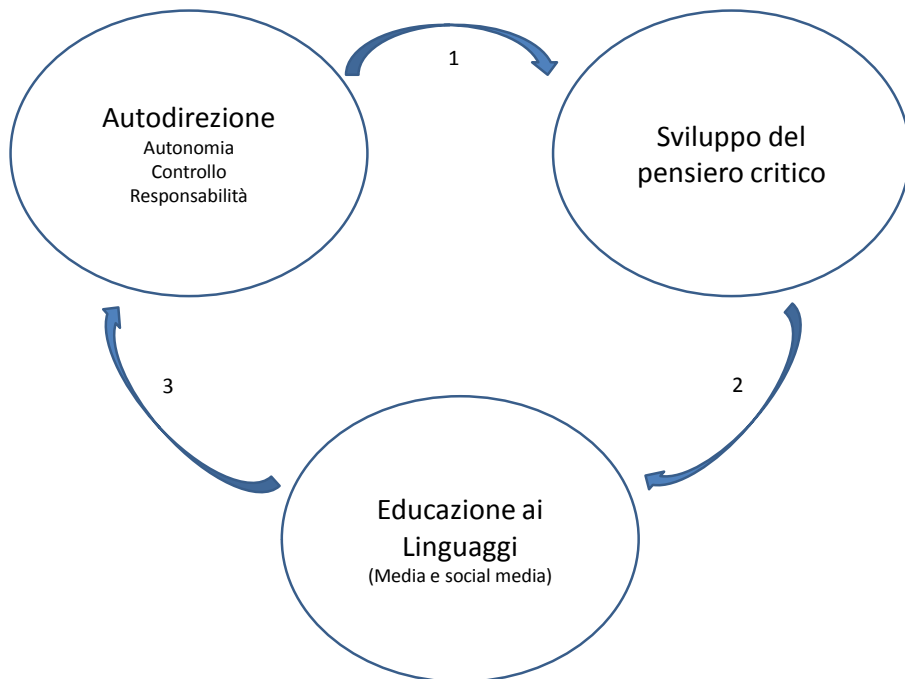 1
Autodirezione
Autonomia
Controllo
Responsabilità
Sviluppo del
pensiero critico
3
2
Educazione ai
Linguaggi
(Media e social media)